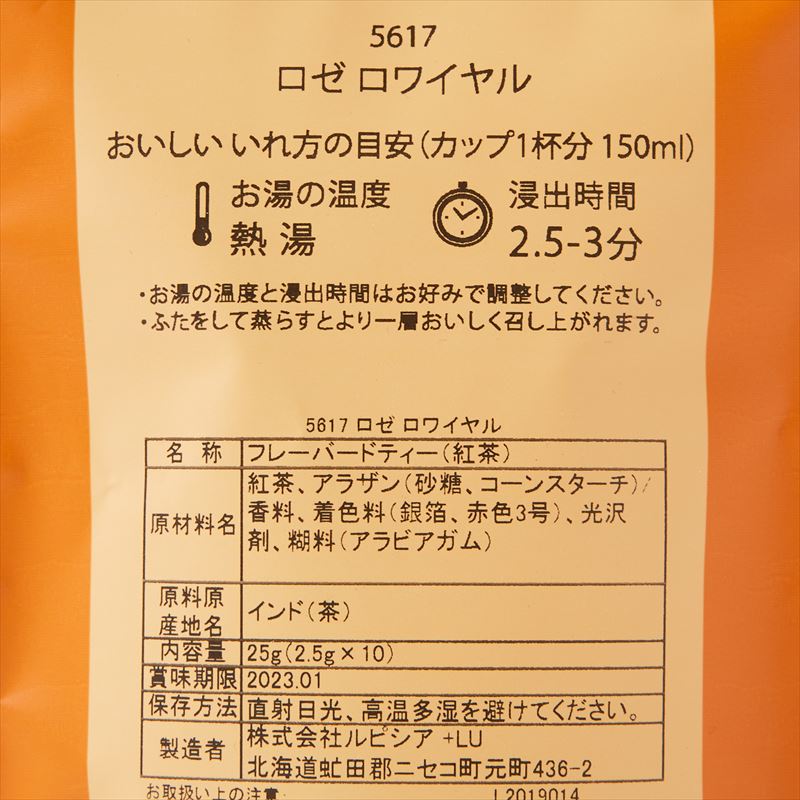 5617
ロゼ ロワイヤル
おいしい いれ方の目安(カップ1杯分 150ml)
お湯の温度
熱湯
浸出時間
2.5-3分
・お湯の温度と浸出時間はお好みで調整してください。
・ふたをして蒸らすとより一層おいしく召し上がれます。
5617 ロゼ ロワイヤル
名 称 フレーバードティー(紅茶)
原材料名
紅茶、アラザン(砂糖、コーンスターチ)/
香料、着色料(銀箔、赤色3号)、光沢
剤、糊料(アラビアガム)
原料原
産地名
インド(茶)
内容量 25g(2.5g×10)
賞味期限 2023.01
保存方法 直射日光、高温多湿を避けてください。
製造者
株式会社ルピシア +LU
北海道虻田郡ニセコ町元町436-2
お取扱い上の注意: L2019014